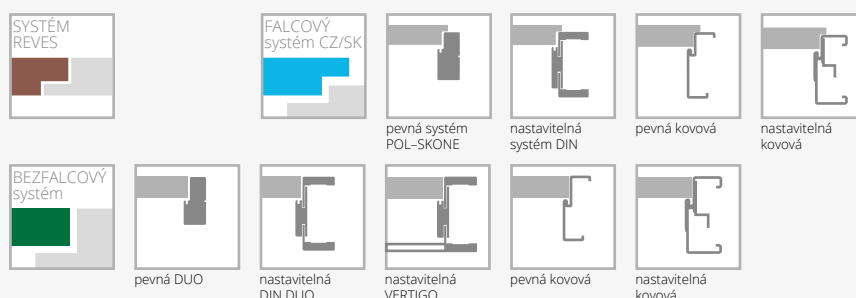 SYSTÉM
REVES
FALCOVÝ
systém CZ/SK
pevná systém
POL–SKONE
nastavitelná
systém DIN
pevná kovová
nastavitelná
kovová
BEZFALCOVÝ
systém
pevná DUO
nastavitelná
DIN DUO
nastavitelná
VERTIGO
pevná kovová
nastavitelná
kovová